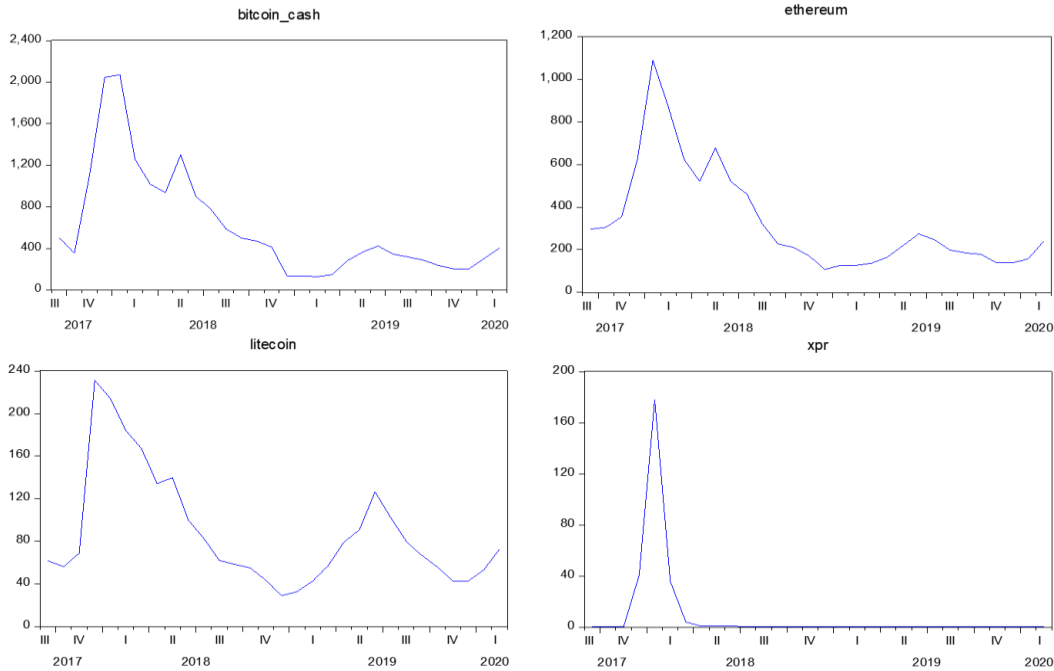 bitcoin_cash
2,400
2,000
1,600
1,200
800
400
0
III IV I II III IV I II III IV I
2017 2018 2019 2020
ethereum
1,200
1,000
800
600
400
200
0
III IV I II III IV I II III IV I
2017 2018 2019 2020
litecoin
240
200
160
120
80
40
0
III IV I II III IV I II III IV I
2017 2018 2019 2020
xpr
200
160
120
80
40
0
III IV I II III IV I II III IV I
2017 2018 2019 2020